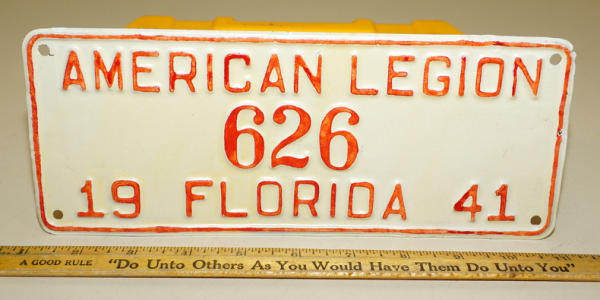 AMERICAN LEGION
626
19 FLORIDA 41
A GOOD RULE "Do Unto Others As You Would Have Them Do Unto You"